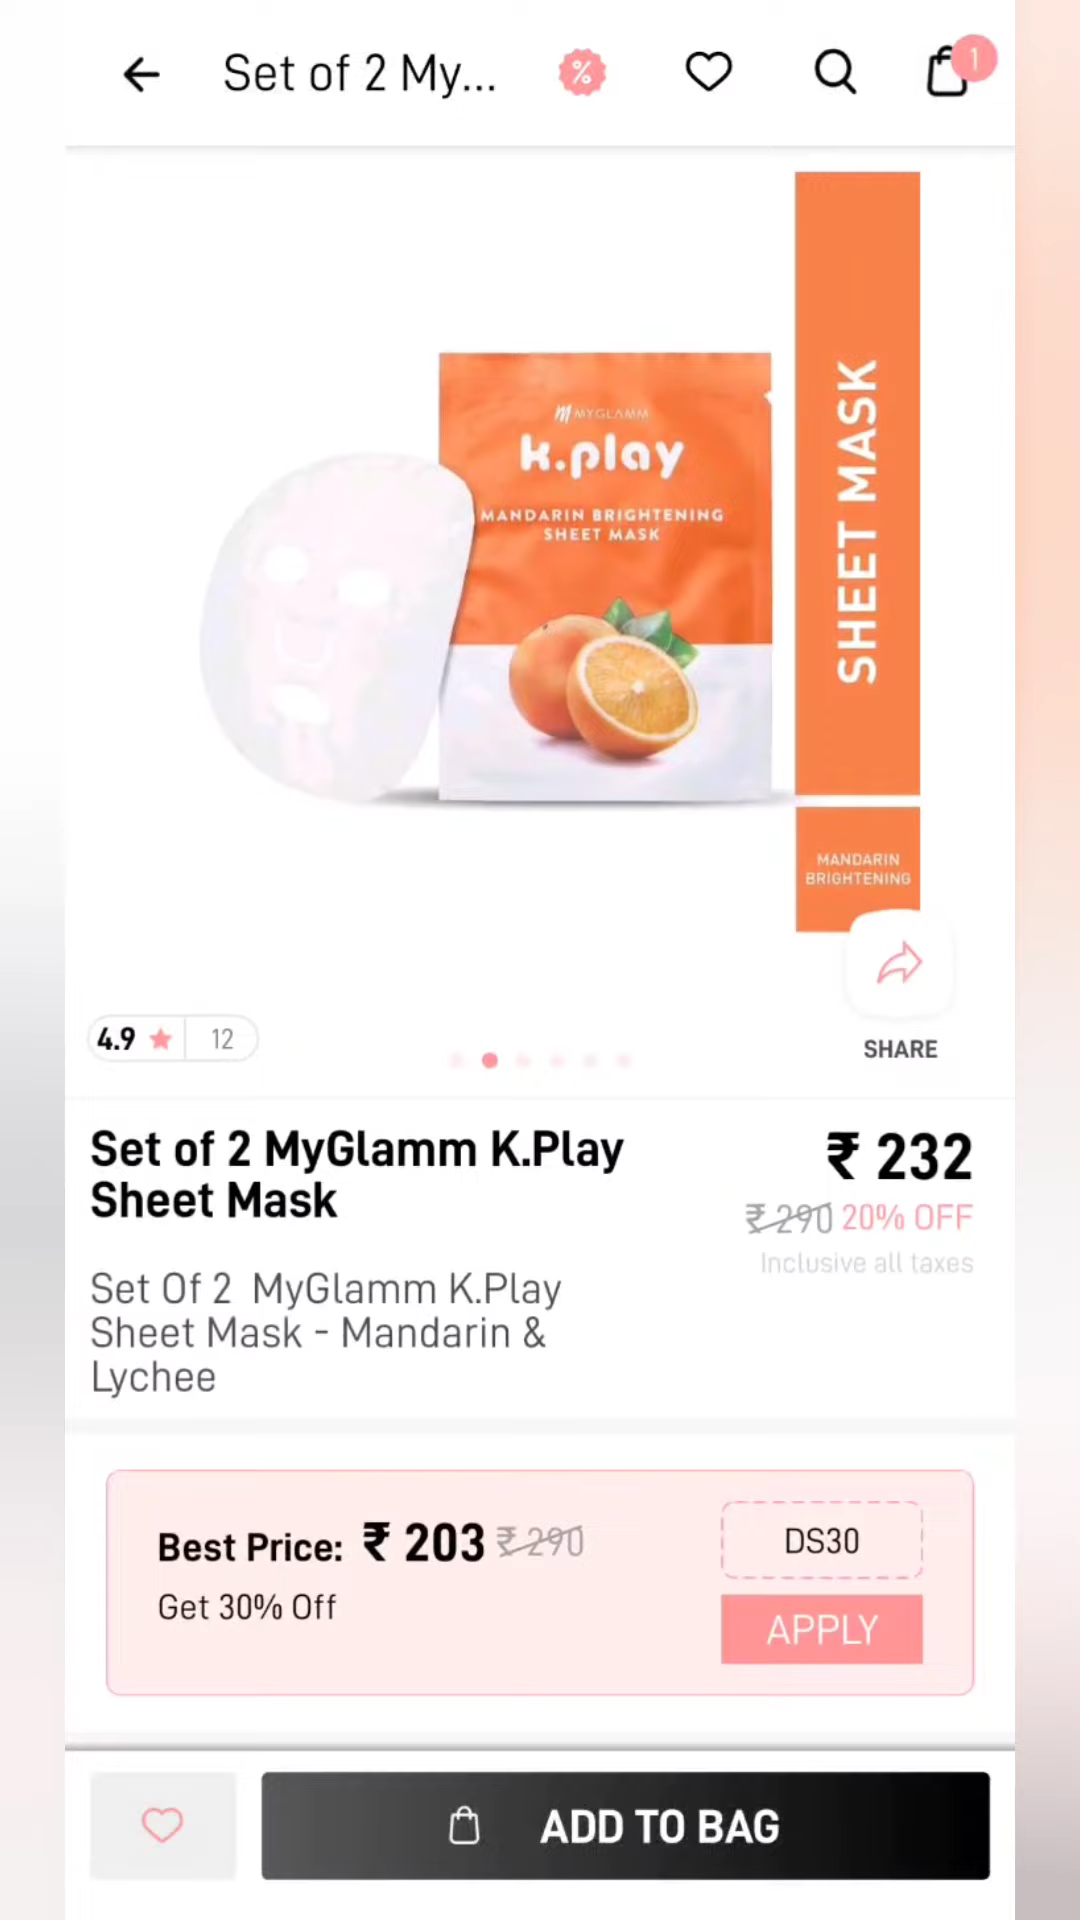 Set of 2 My...
%
1
MYGLAMM
k.play
MANDARIN BRIGHTENING
SHEET MASK
SHEET MASK
MANDARIN
BRIGHTENING
4.9
12
SHARE
Set of 2 MyGlamm K.Play
Sheet Mask
₹ 232
₹ 290 20% OFF
Inclusive all taxes
Set Of 2 MyGlamm K.Play
Sheet Mask - Mandarin &
Lychee
Best Price: ₹ 203 ₹ 290
Get 30% Off
DS30
APPLY
ADD TO BAG